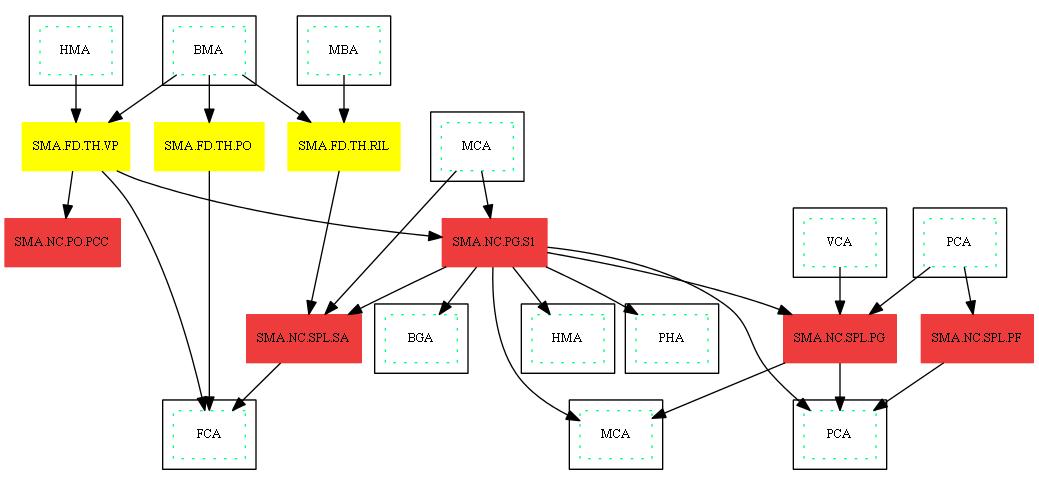 HMA
BMA
MBA
SMA.FD.TH.VP
SMA.FD.TH.PO
SMA.FD.TH.RIL
MCA
SMA.NC.PO.PCC
SMA.NC.PG.S1
VCA
PCA
SMA.NC.SPL.SA
BGA
HMA
PHA
SMA.NC.SPL.PG
SMA.NC.SPL.PF
FCA
MCA
PCA